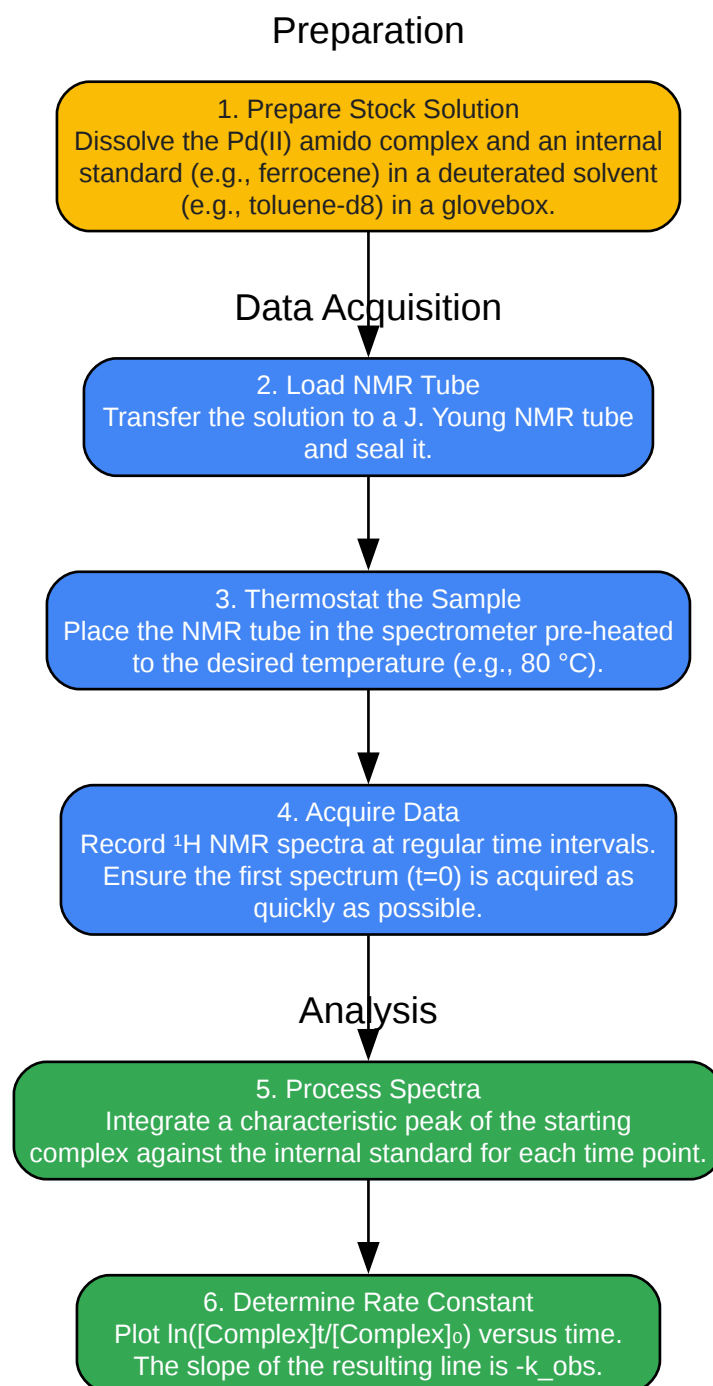 Preparation
1. Prepare Stock Solution
Dissolve the Pd(II) amido complex and an internal
standard (e.g., ferrocene) in a deuterated solvent
(e.g., toluene-d8) in a glovebox.
Data Acquisition
2. Load NMR Tube
Transfer the solution to a J. Young NMR tube
and seal it.
3. Thermostat the Sample
Place the NMR tube in the spectrometer pre-heated
to the desired temperature (e.g., 80 °C).
4. Acquire Data
Record ¹H NMR spectra at regular time intervals.
Ensure the first spectrum (t=0) is acquired as
quickly as possible.
Analysis
5. Process Spectra
Integrate a characteristic peak of the starting
complex against the internal standard for each time point.
6. Determine Rate Constant
Plot ln([Complex]t/[Complex]₀) versus time.
The slope of the resulting line is -k_obs.